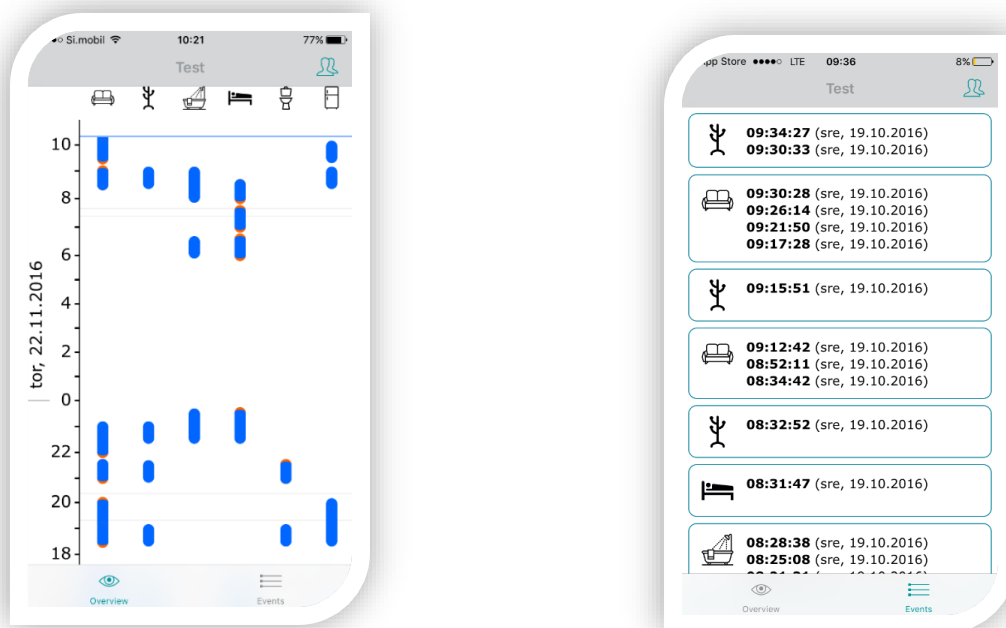 Si.mobil 10:21 77%
Test
10
8
6
4
2
0
22
20
18
tor, 22.11.2016
Overview Events
App Store LTE 09:36 8%
Test
09:34:27 (sre, 19.10.2016)
09:30:33 (sre, 19.10.2016)
09:30:28 (sre, 19.10.2016)
09:26:14 (sre, 19.10.2016)
09:21:50 (sre, 19.10.2016)
09:17:28 (sre, 19.10.2016)
09:15:51 (sre, 19.10.2016)
09:12:42 (sre, 19.10.2016)
08:52:11 (sre, 19.10.2016)
08:34:42 (sre, 19.10.2016)
08:32:52 (sre, 19.10.2016)
08:31:47 (sre, 19.10.2016)
08:28:38 (sre, 19.10.2016)
08:25:08 (sre, 19.10.2016)
Overview Events